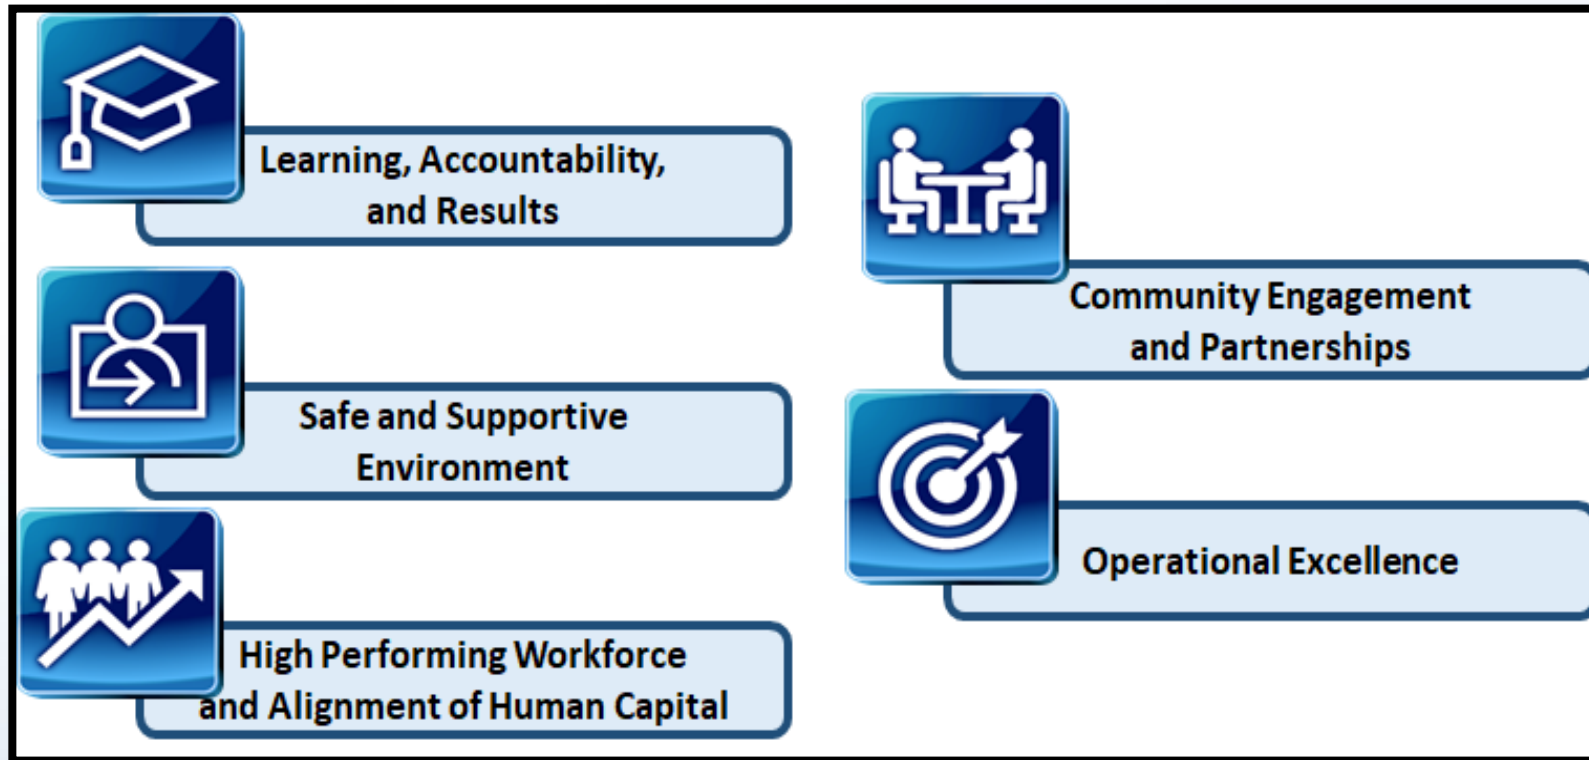 Learning, Accountability,
and Results
Safe and Supportive
Environment
High Performing Workforce
and Alignment of Human Capital
Community Engagement
and Partnerships
Operational Excellence